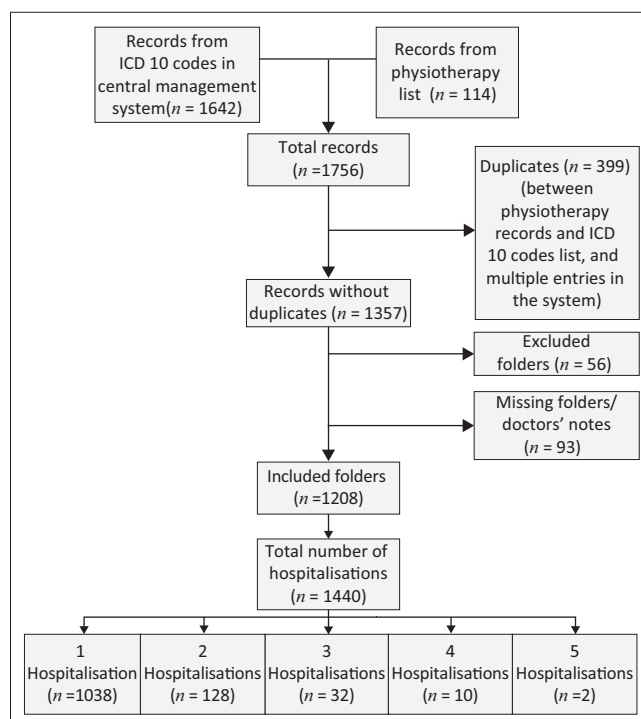 Records from
ICD 10 codes in
central management
system(n = 1642)
Records from
physiotherapy
list (n = 114)
Total records
(n =1756)
Duplicates (n = 399)
(between
physiotherapy
records and ICD
10 codes list, and
multiple entries in
the system)
Records without
duplicates (n = 1357)
Excluded
folders (n = 56)
Missing folders/
doctors’ notes
(n = 93)
Included folders
(n =1208)
Total number of
hospitalisations
(n = 1440)
1
Hospitalisation
(n =1038)
2
Hospitalisations
(n = 128)
3
Hospitalisations
(n = 32)
4
Hospitalisations
(n = 10)
5
Hospitalisations
(n =2)